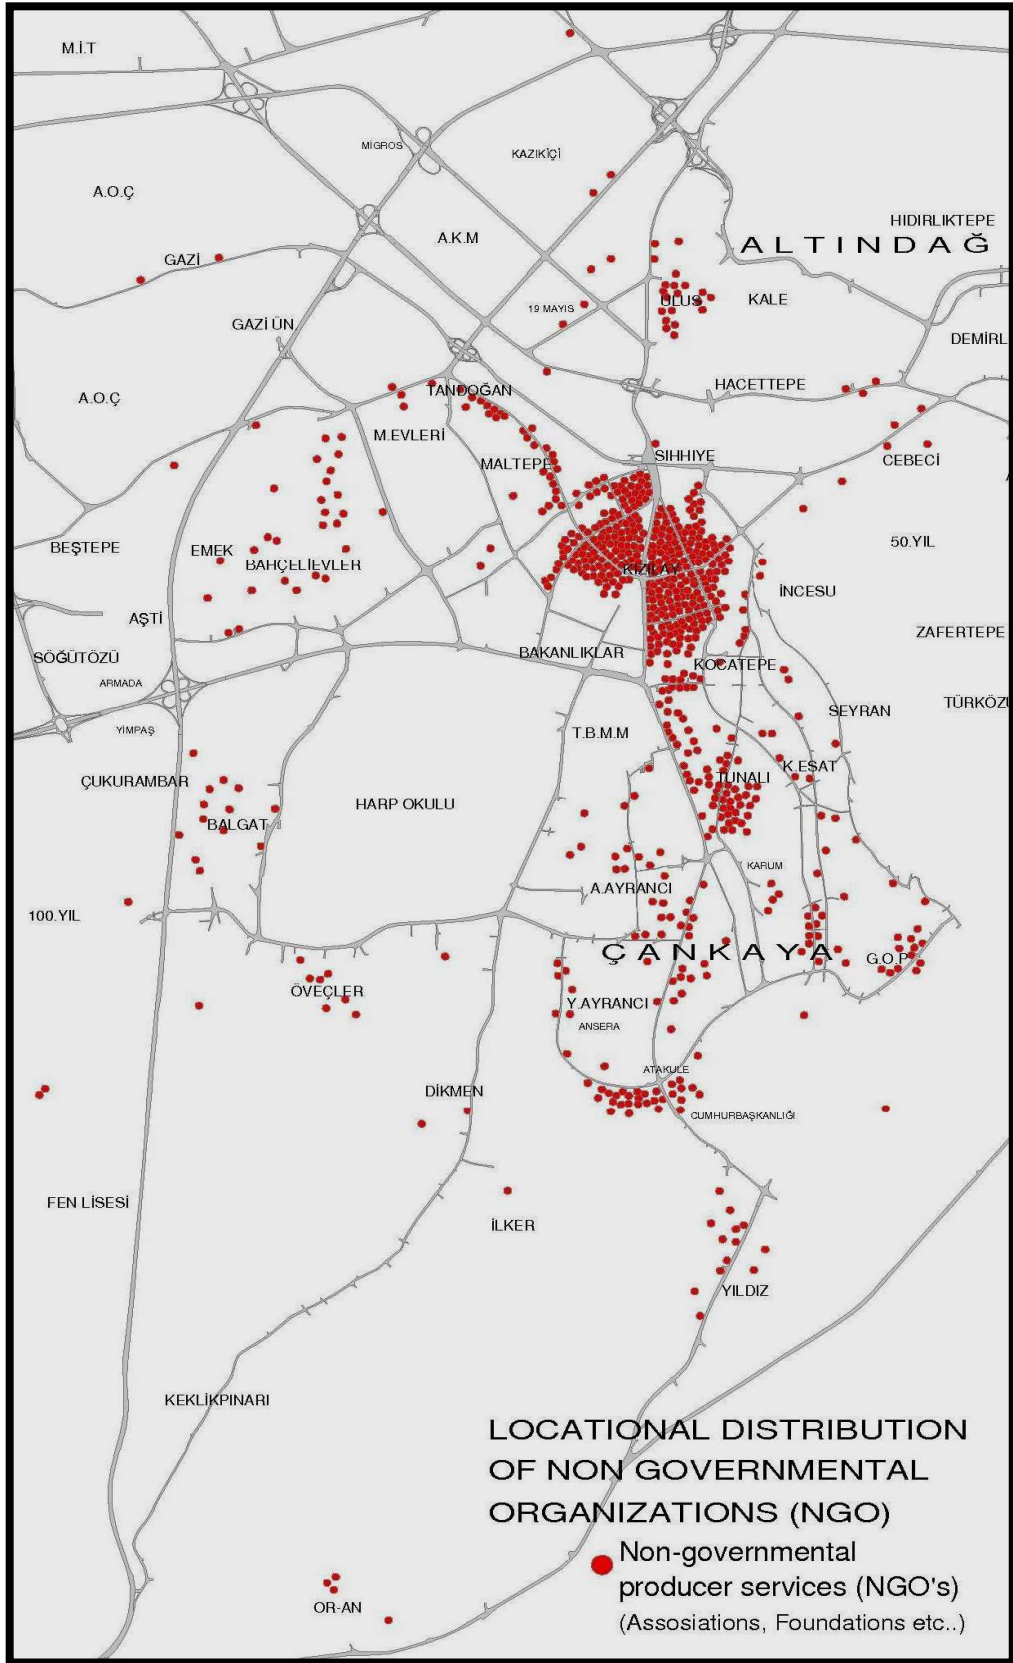 M.İ.T
MİGROS
KAZIKİÇİ
A.O.Ç
HIDIRLIKTEPE
A.K.M
ALTINDAĞ
GAZİ
ULUS
KALE
19 MAYIS
GAZİ ÜN.
DEMİRL
HACETTEPE
TANDOĞAN
A.O.Ç
M.EVLERİ
SIHHIYE
CEBECİ
MALTEPE
50.YIL
BEŞTEPE
EMEK
BAHÇELİEVLER
KIZILAY
İNCESU
AŞTİ
ZAFERTEPE
SÖĞÜTÖZÜ
BAKANLIKLAR
KOCATEPE
ARMADA
TÜRKÖZÜ
SEYRAN
YİMPAŞ
T.B.M.M
K.ESAT
ÇUKURAMBAR
TUNALI
HARP OKULU
BALGAT
KARUM
A.AYRANCI
100.YIL
ÇANKAYA
G.O.P
ÖVEÇLER
Y.AYRANCI
ANSERA
ATAKULE
DİKMEN
CUMHURBAŞKANLIĞI
FEN LİSESİ
İLKER
YILDIZ
KEKLİKPINARI
LOCATIONAL DISTRIBUTION
OF NON GOVERNMENTAL
ORGANIZATIONS (NGO)
Non-governmental
producer services (NGO's)
(Assosiations, Foundations etc..)
OR-AN